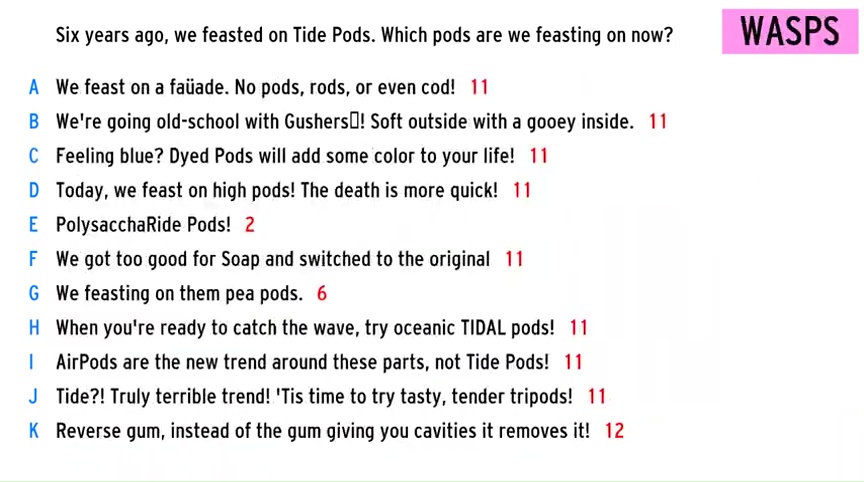 Six years ago, we feasted on Tide Pods. Which pods are we feasting on now?
WASPS
A We feast on a faüade. No pods, rods, or even cod! 11
B We're going old-school with Gushers▯! Soft outside with a gooey inside. 11
C Feeling blue? Dyed Pods will add some color to your life! 11
D Today, we feast on high pods! The death is more quick! 11
E PolysacchaRide Pods! 2
F We got too good for Soap and switched to the original 11
G We feasting on them pea pods. 6
H When you're ready to catch the wave, try oceanic TIDAL pods! 11
I AirPods are the new trend around these parts, not Tide Pods! 11
J Tide?! Truly terrible trend! 'Tis time to try tasty, tender tripods! 11
K Reverse gum, instead of the gum giving you cavities it removes it! 12